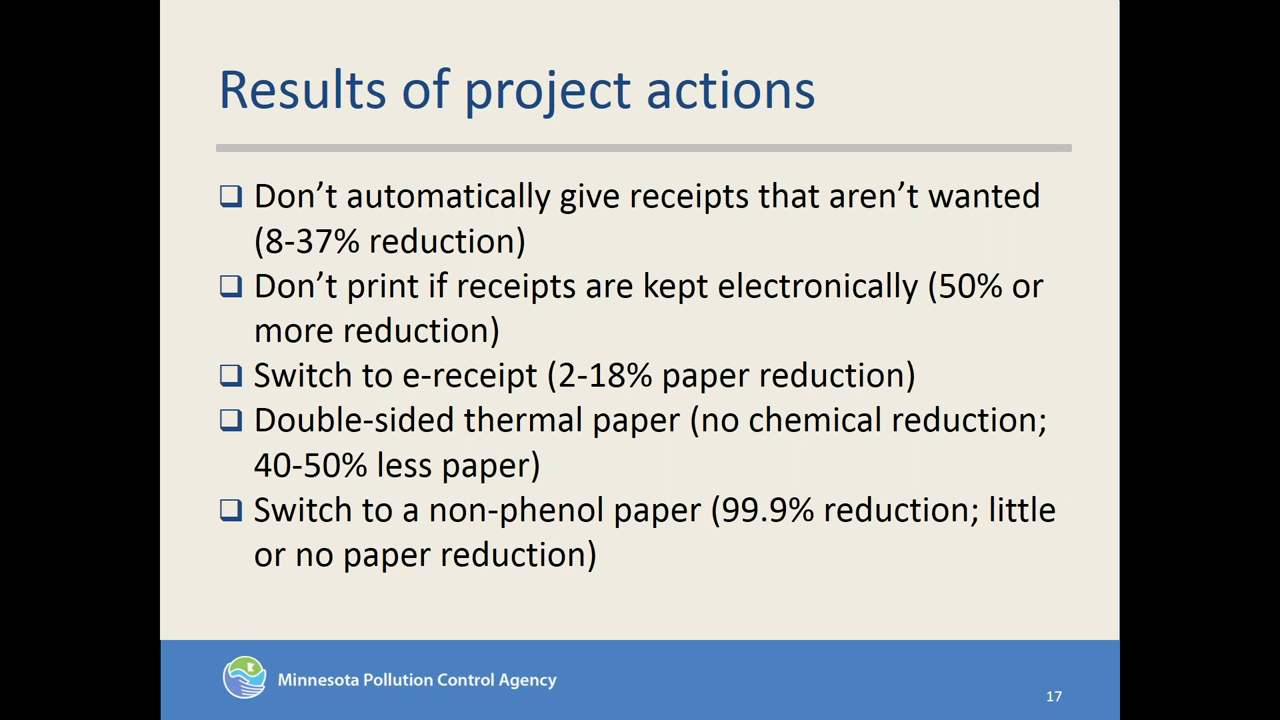 Results of project actions
❑ Don’t automatically give receipts that aren’t wanted
(8-37% reduction)
❑ Don’t print if receipts are kept electronically (50% or
more reduction)
❑ Switch to e-receipt (2-18% paper reduction)
❑ Double-sided thermal paper (no chemical reduction;
40-50% less paper)
❑ Switch to a non-phenol paper (99.9% reduction; little
or no paper reduction)
Minnesota Pollution Control Agency
17